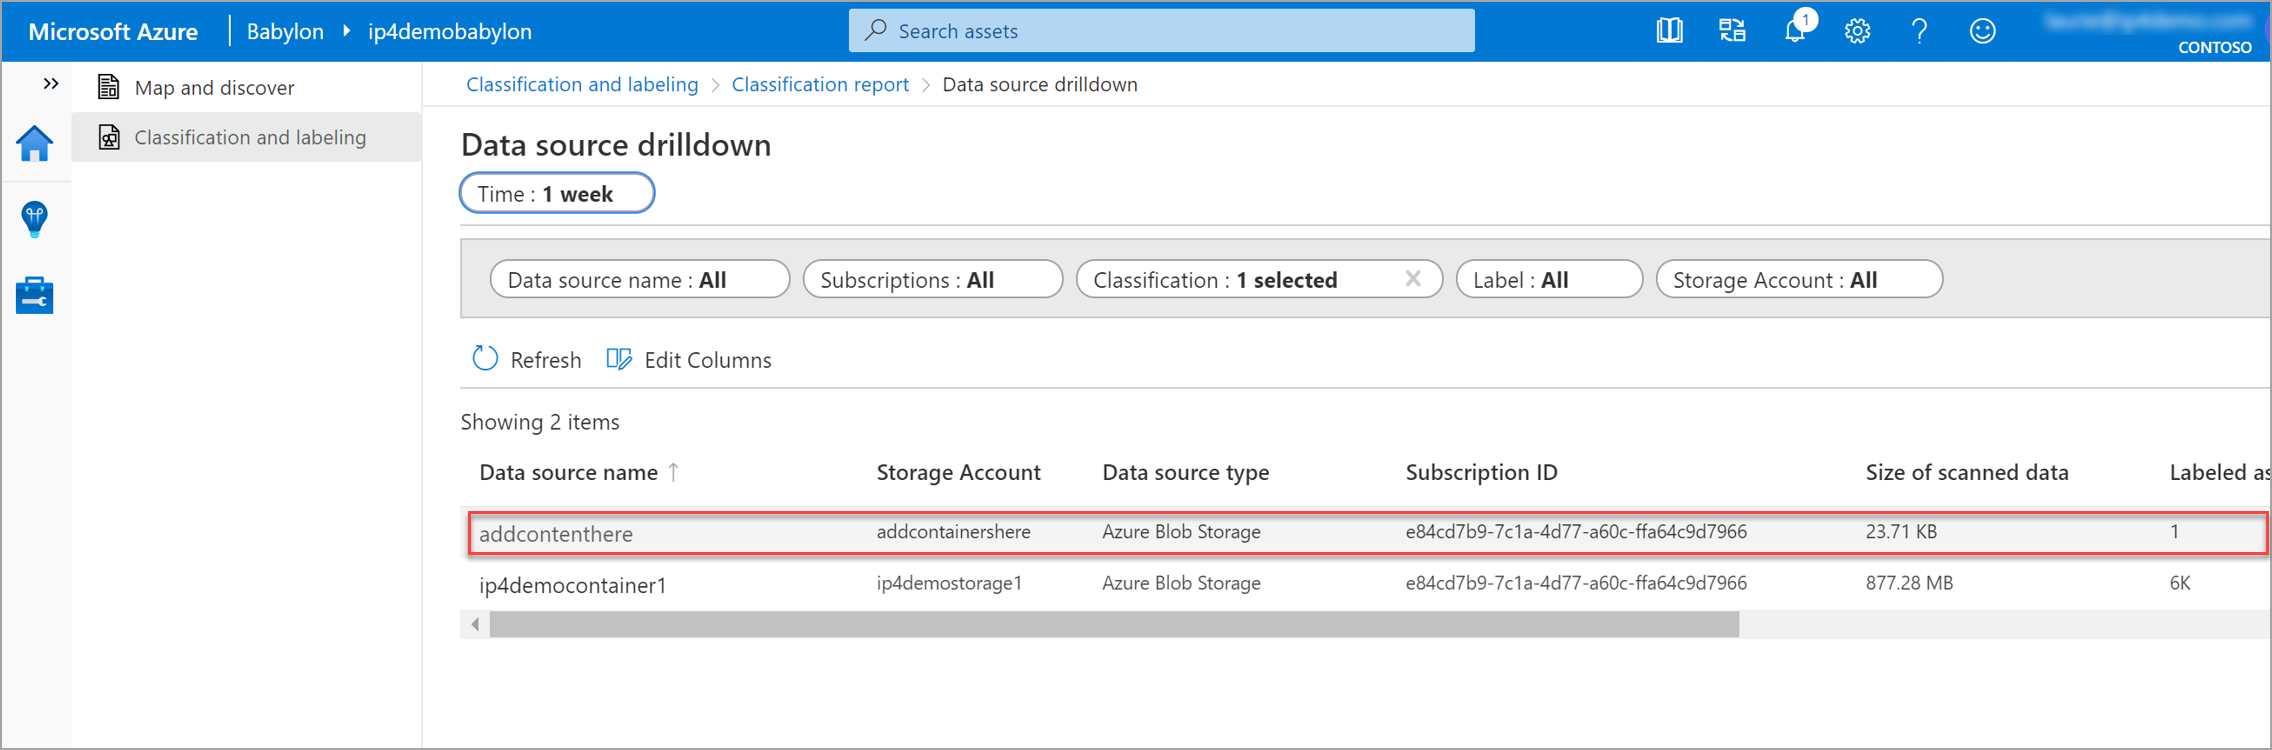 Microsoft Azure Babylon ip4demobabylon Search assets 1
CONTOSO
Map and discover
Classification and labeling
Classification and labeling Classification report Data source drilldown
Data source drilldown
Time : 1 week
Data source name : All Subscriptions : All Classification : 1 selected Label : All Storage Account : All
Refresh Edit Columns
Showing 2 items
Data source name ↑ Storage Account Data source type Subscription ID Size of scanned data Labeled as
addcontenthere addcontainershere Azure Blob Storage e84cd7b9-7c1a-4d77-a60c-ffa64c9d7966 23.71 KB 1
ip4democontainer1 ip4demostorage1 Azure Blob Storage e84cd7b9-7c1a-4d77-a60c-ffa64c9d7966 877.28 MB 6K